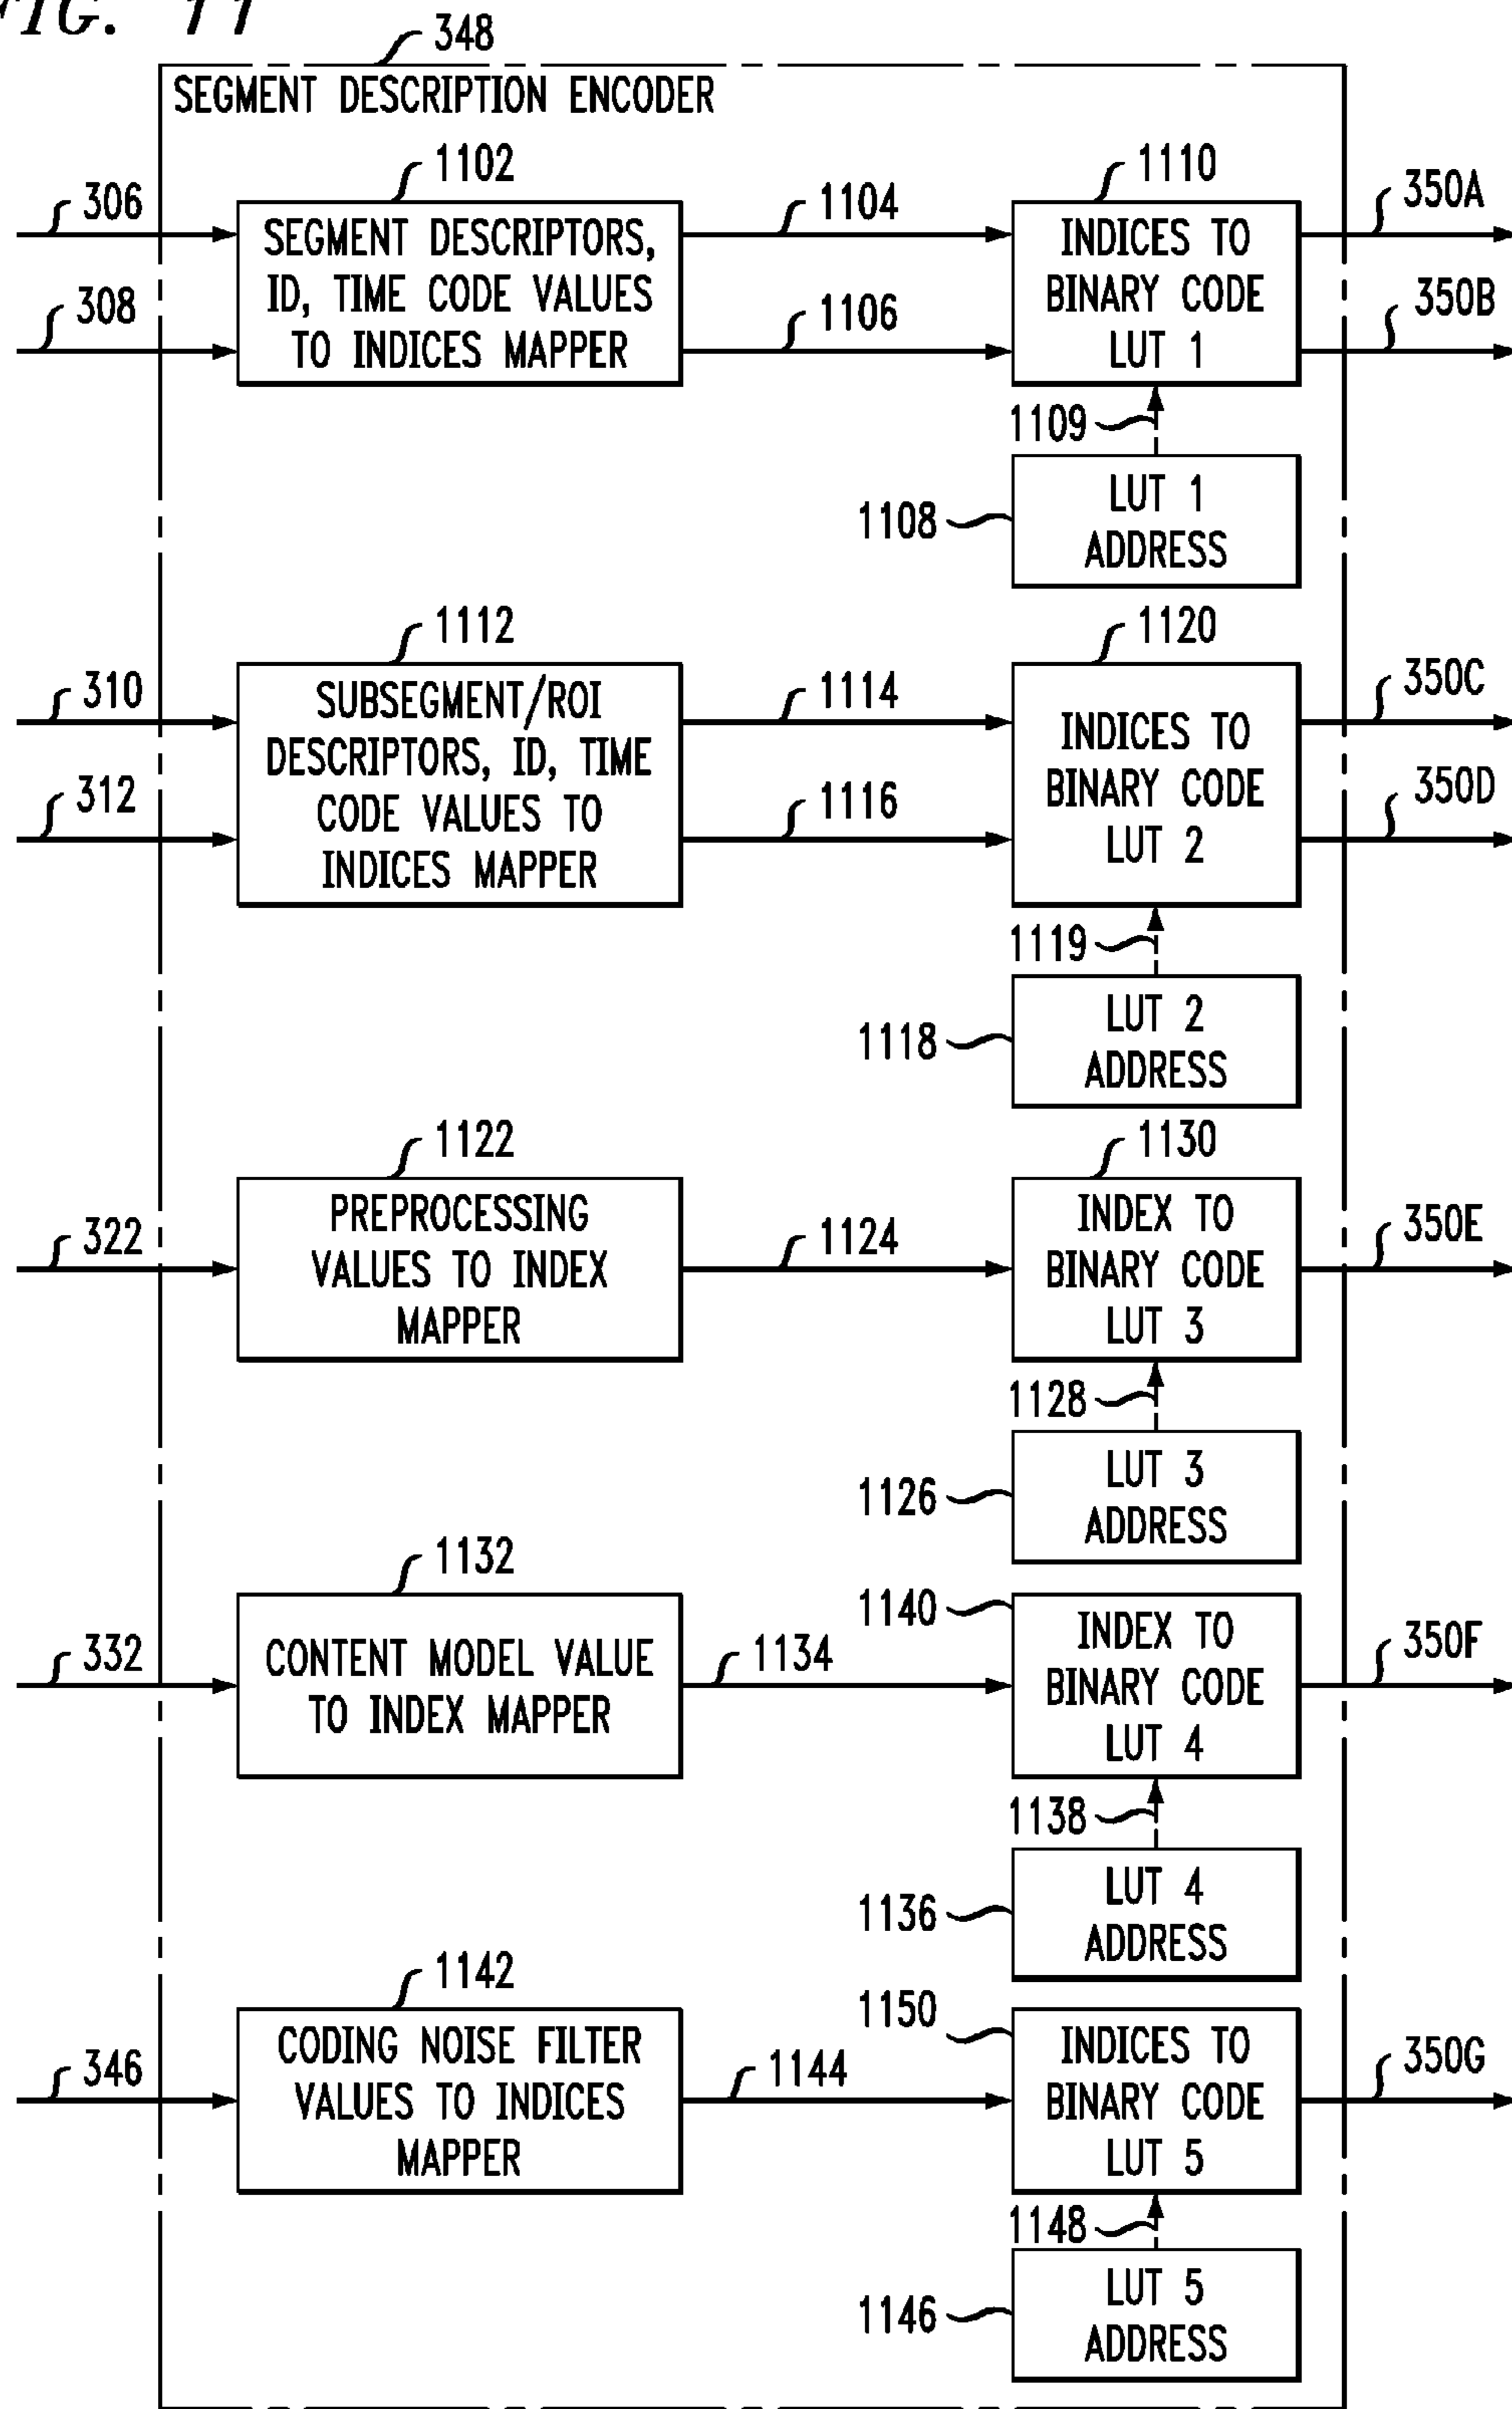 FIG. 11
348
SEGMENT DESCRIPTION ENCODER
306
308
1102
SEGMENT DESCRIPTORS,
ID, TIME CODE VALUES
TO INDICES MAPPER
1104
1106
1110
INDICES TO
BINARY CODE
LUT 1
350A
350B
1109
1108
LUT 1
ADDRESS
310
312
1112
SUBSEGMENT/ROI
DESCRIPTORS, ID, TIME
CODE VALUES TO
INDICES MAPPER
1114
1116
1120
INDICES TO
BINARY CODE
LUT 2
350C
350D
1119
1118
LUT 2
ADDRESS
322
1122
PREPROCESSING
VALUES TO INDEX
MAPPER
1124
1130
INDEX TO
BINARY CODE
LUT 3
350E
1128
1126
LUT 3
ADDRESS
332
1132
CONTENT MODEL VALUE
TO INDEX MAPPER
1134
1140
INDEX TO
BINARY CODE
LUT 4
350F
1138
1136
LUT 4
ADDRESS
346
1142
CODING NOISE FILTER
VALUES TO INDICES
MAPPER
1144
1150
INDICES TO
BINARY CODE
LUT 5
350G
1148
1146
LUT 5
ADDRESS